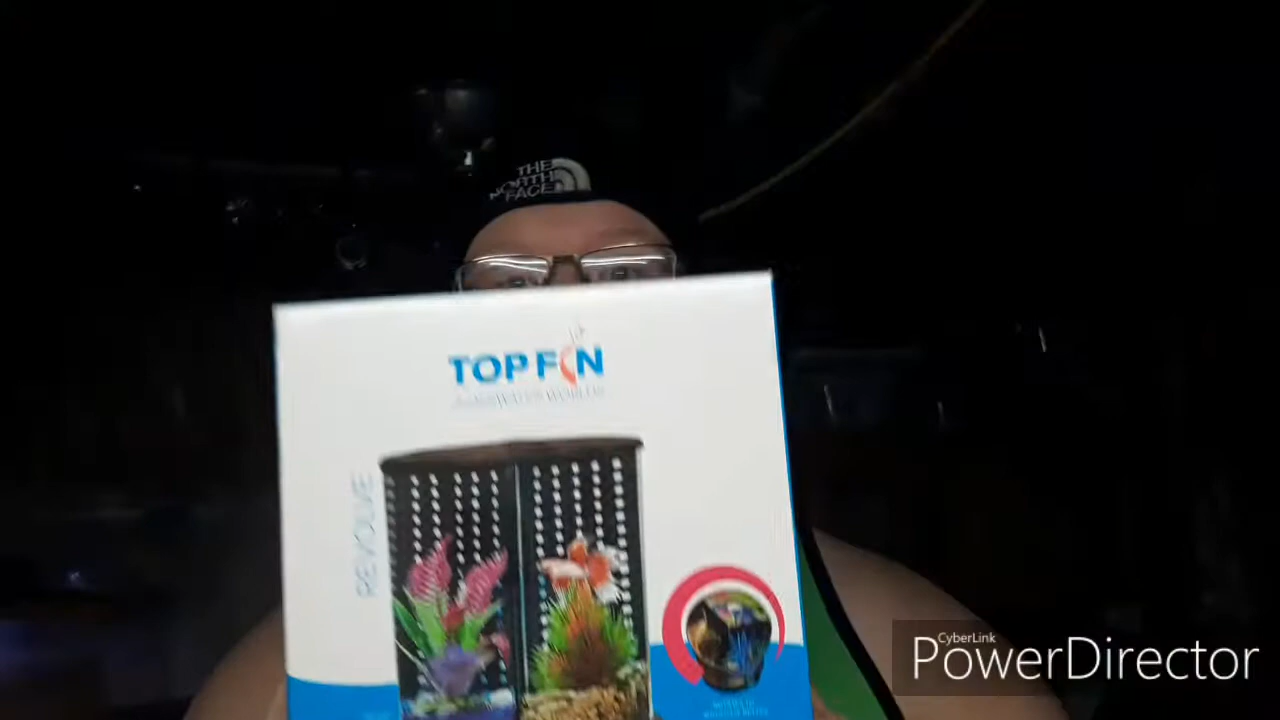 THE
NORTH
FACE
TOP FIN
REVOLVE
CyberLink
PowerDirector